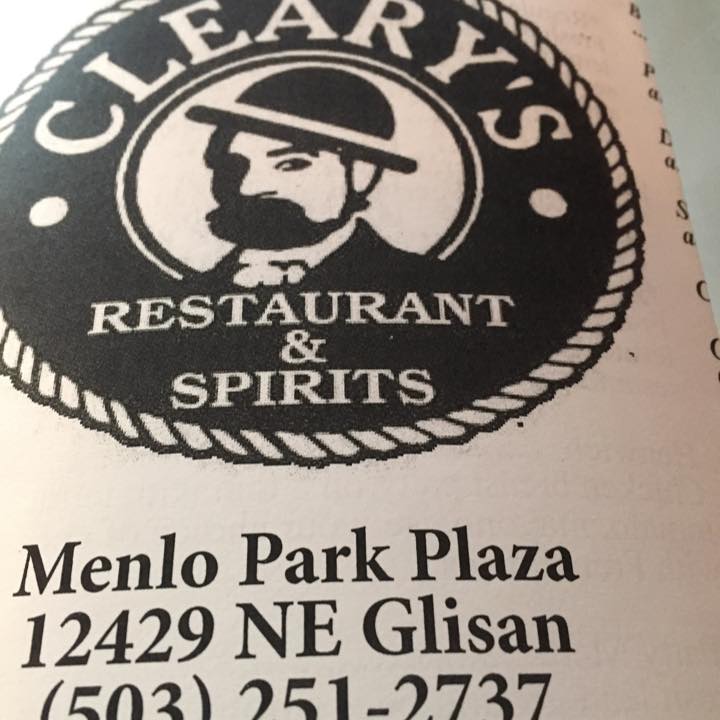 CLEARY'S
RESTAURANT
&
SPIRITS
Menlo Park Plaza
12429 NE Glisan
(503) 251-2737